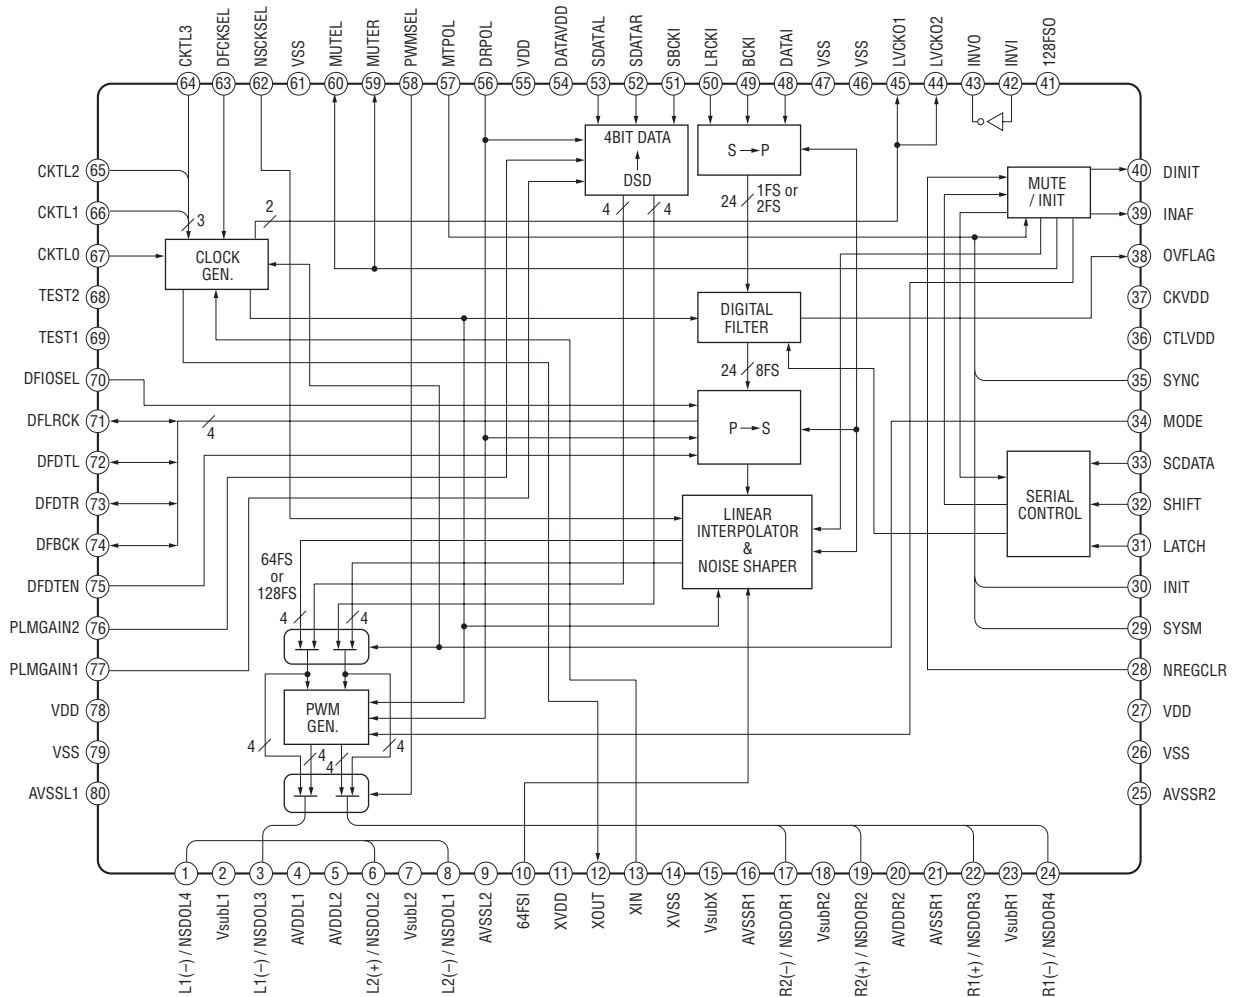 CKTL3
DFCKSEL
NSCKSEL
VSS
MUTEL
MUTER
PWMSEL
MTPOL
DRPOL
VDD
DATAVDD
SDATAL
SDATAR
SBCKI
LRCKI
BCKI
DATAI
VSS
VSS
LVCKO1
LVCKO2
INVO
INVI
128FSO
64 63 62 61 60 59 58 57 56 55 54 53 52 51 50 49 48 47 46 45 44 43 42 41
CKTL2 65
CKTL1 66
CKTL0 67
TEST2 68
TEST1 69
DFIOSEL 70
DFLRCK 71
DFDTL 72
DFDTR 73
DFBCK 74
DFDTEN 75
PLMGAIN2 76
PLMGAIN1 77
VDD 78
VSS 79
AVSSL1 80
3
2
CLOCK
GEN.
4BIT DATA
DSD
4
4
S P
24
1FS or
2FS
MUTE
/ INIT
DIGITAL
FILTER
24
8FS
P S
4
LINEAR
INTERPOLATOR
&
NOISE SHAPER
SERIAL
CONTROL
64FS
or
128FS
4
4
PWM
GEN.
4
4
4
4
40 DINIT
39 INAF
38 OVFLAG
37 CKVDD
36 CTLVDD
35 SYNC
34 MODE
33 SCDATA
32 SHIFT
31 LATCH
30 INIT
29 SYSM
28 NREGCLR
27 VDD
26 VSS
25 AVSSR2
1 2 3 4 5 6 7 8 9 10 11 12 13 14 15 16 17 18 19 20 21 22 23 24
L1(–) / NSDOL4
VsubL1
L1(–) / NSDOL3
AVDDL1
AVDDL2
L2(+) / NSDOL2
VsubL2
L2(–) / NSDOL1
AVSSL2
64FSI
XVDD
XOUT
XIN
XVSS
VsubX
AVSSR1
R2(–) / NSDOR1
VsubR2
R2(+) / NSDOR2
AVDDR2
AVSSR1
R1(+) / NSDOR3
VsubR1
R1(–) / NSDOR4